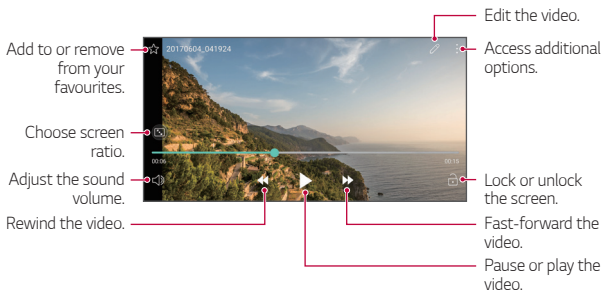 Edit the video.
Add to or remove
from your
favourites.
20170604_041924
Access additional
options.
Choose screen
ratio.
00:06
00:15
Adjust the sound
volume.
Lock or unlock
the screen.
Rewind the video.
Fast-forward the
video.
Pause or play the
video.